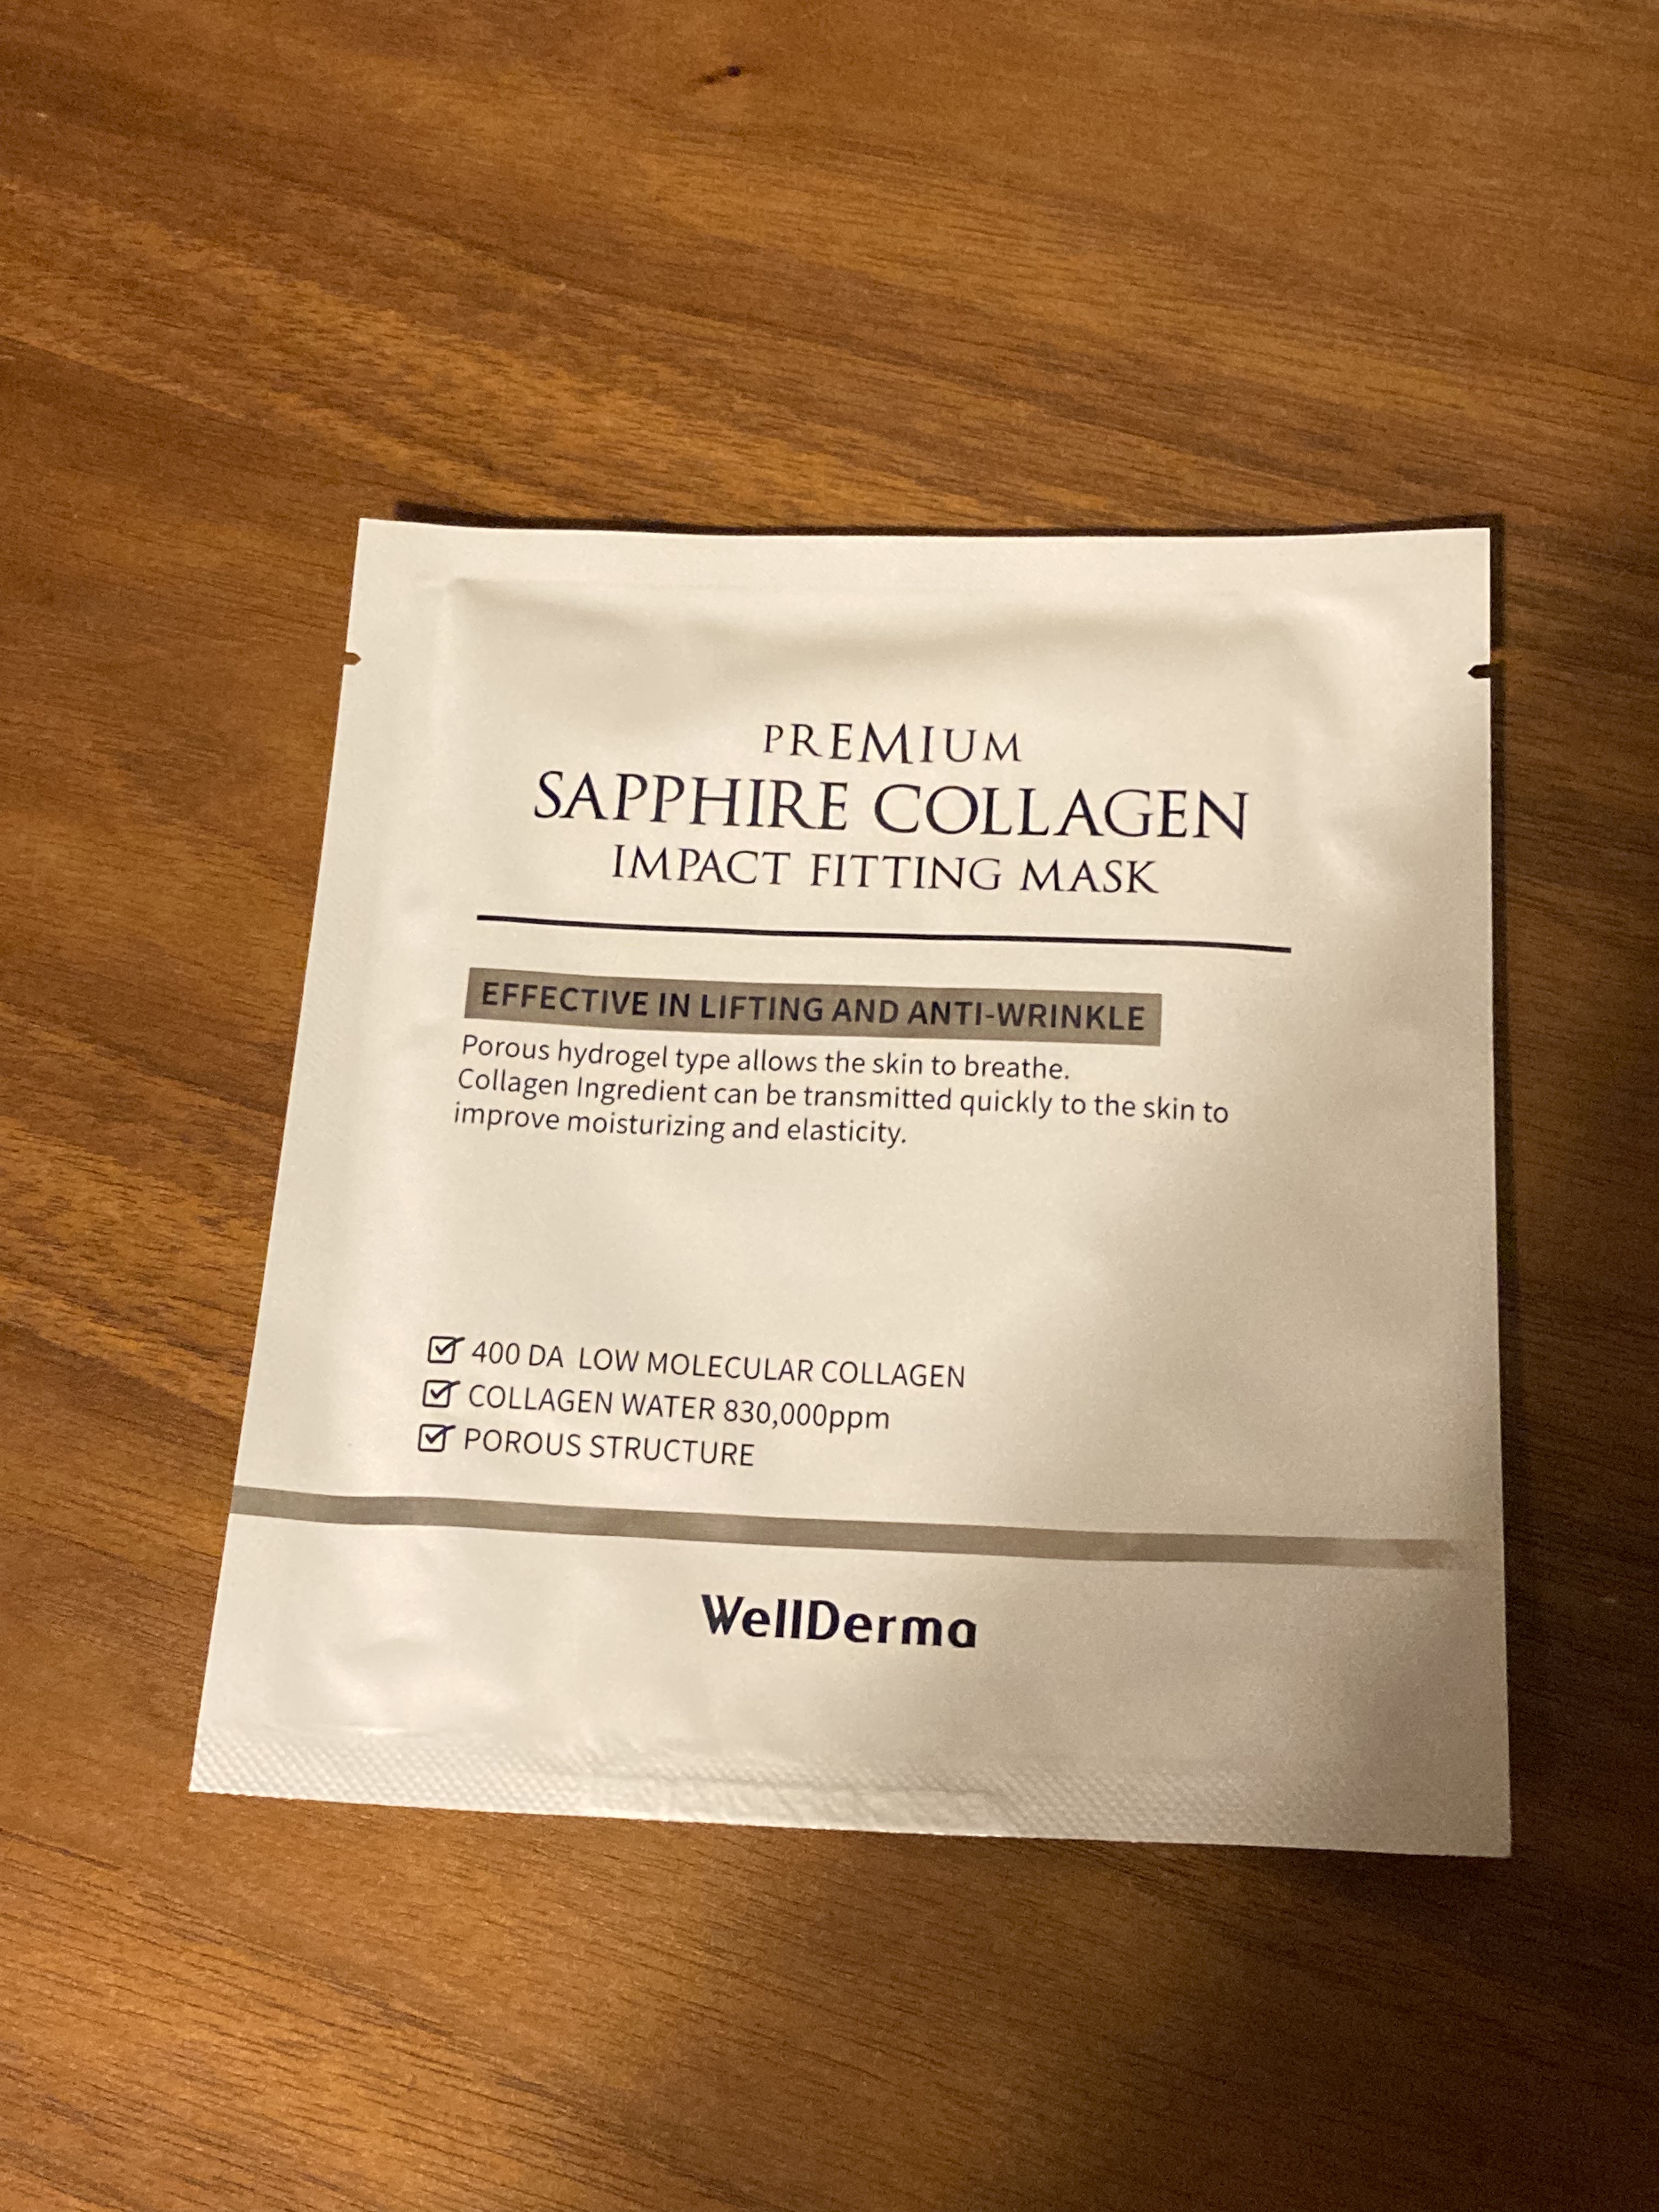 PREMIUM
SAPPHIRE COLLAGEN
IMPACT FITTING MASK
EFFECTIVE IN LIFTING AND ANTI-WRINKLE
Porous hydrogel type allows the skin to breathe.
Collagen Ingredient can be transmitted quickly to the skin to
improve moisturizing and elasticity.
400 DA LOW MOLECULAR COLLAGEN
COLLAGEN WATER 830,000ppm
POROUS STRUCTURE
WellDerma